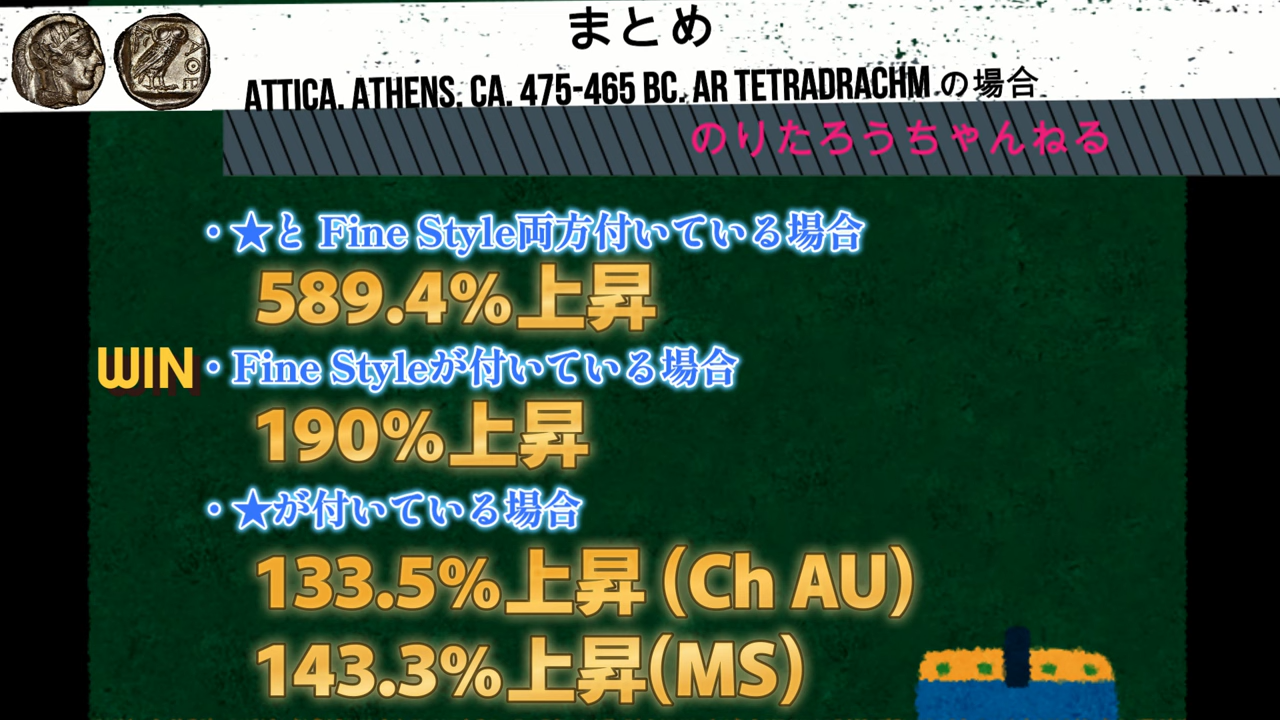 まとめ
ATTICA. ATHENS. CA. 475-465 BC. AR TETRADRACHM の場合
のりたろうちゃんねる
・★と Fine Style両方付いている場合
589.4%上昇
WIN ・Fine Styleが付いている場合
190%上昇
・★が付いている場合
133.5%上昇（Ch AU）
143.3%上昇(MS)